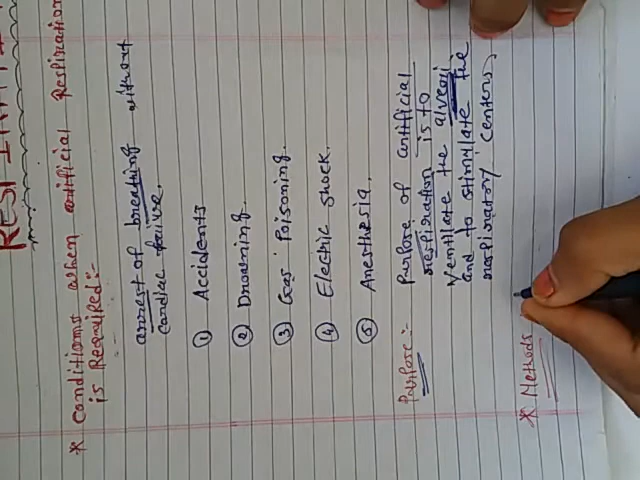 * Conditions when artificial Respiration
is Required:-
arrest of breathing without
cardiac failure.
① Accidents
② Drowning.
③ Gas Poisoning.
④ Electric shock.
⑤ Anesthesia.
Purpose:- Purpose of artificial
respiration is to
Ventilate the alveoli
and to stimulate the
respiratory centers,
* Methods